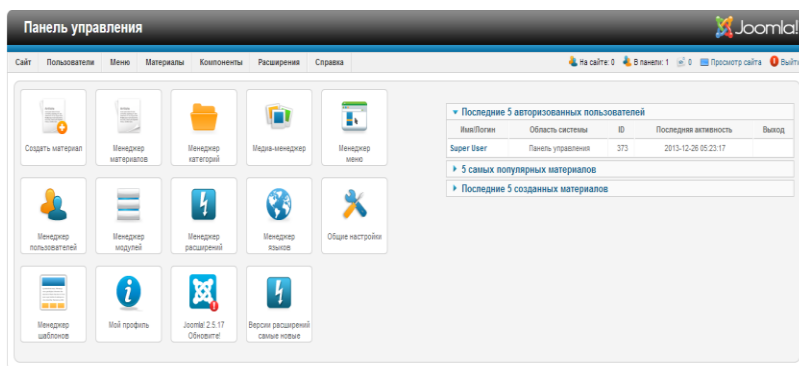 Панель управления
Joomla!
Сайт Пользователи Меню Материалы Компоненты Расширения Справка На сайте: 0 В панели: 1 0 Просмотр сайта Выйти
Создать материал
Менеджер
материалов
Менеджер
категорий
Медиа-менеджер
Менеджер
меню
Менеджер
пользователей
Менеджер
модулей
Менеджер
расширений
Менеджер
языков
Общие настройки
Менеджер
шаблонов
Мой профиль
Joomla! 2.5.17
Обновите!
Версии расширений
самые новые
Последние 5 авторизованных пользователей
Имя/Логин Область системы ID Последняя активность Выход
Super User Панель управления 373 2013-12-26 05:23:17
5 самых популярных материалов
Последние 5 созданных материалов